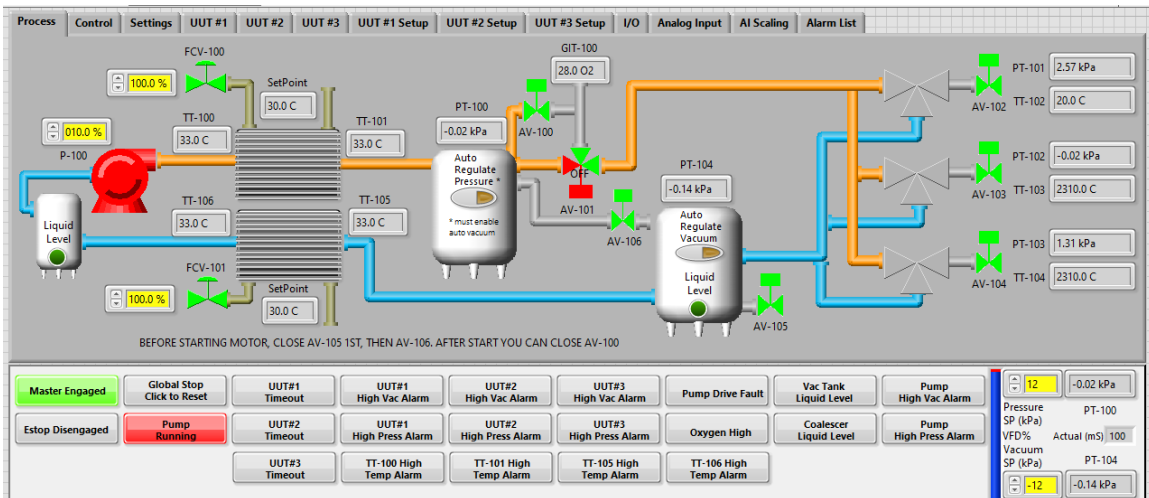 Process Control Settings UUT #1 UUT #2 UUT #3 UUT #1 Setup UUT #2 Setup UUT #3 Setup I/O Analog Input AI Scaling Alarm List
FCV-100
100.0 %
SetPoint
30.0 C
GIT-100
28.0 O2
PT-101 2.57 kPa
AV-102
TT-102 20.0 C
010.0 %
P-100
TT-100
33.0 C
TT-101
33.0 C
PT-100
-0.02 kPa
AV-100
Auto
Regulate
Pressure *
* must enable
auto vacuum
OFF
AV-101
PT-104
-0.14 kPa
PT-102 -0.02 kPa
AV-103
TT-103 2310.0 C
Liquid
Level
TT-106
33.0 C
TT-105
33.0 C
AV-106
Auto
Regulate
Vacuum
Liquid
Level
PT-103 1.31 kPa
AV-104
TT-104 2310.0 C
FCV-101
100.0 %
SetPoint
30.0 C
AV-105
BEFORE STARTING MOTOR, CLOSE AV-105 1ST, THEN AV-106. AFTER START YOU CAN CLOSE AV-100
Master Engaged
Global Stop
Click to Reset
UUT#1
Timeout
UUT#1
High Vac Alarm
UUT#2
High Vac Alarm
UUT#3
High Vac Alarm
Pump Drive Fault
Vac Tank
Liquid Level
Pump
High Vac Alarm
Estop Disengaged
Pump
Running
UUT#2
Timeout
UUT#1
High Press Alarm
UUT#2
High Press Alarm
UUT#3
High Press Alarm
Oxygen High
Coalescer
Liquid Level
Pump
High Press Alarm
UUT#3
Timeout
TT-100 High
Temp Alarm
TT-101 High
Temp Alarm
TT-105 High
Temp Alarm
TT-106 High
Temp Alarm
12 -0.02 kPa
Pressure PT-100
SP (kPa)
VFD% Actual (mS) 100
Vacuum
SP (kPa) PT-104
-12 -0.14 kPa